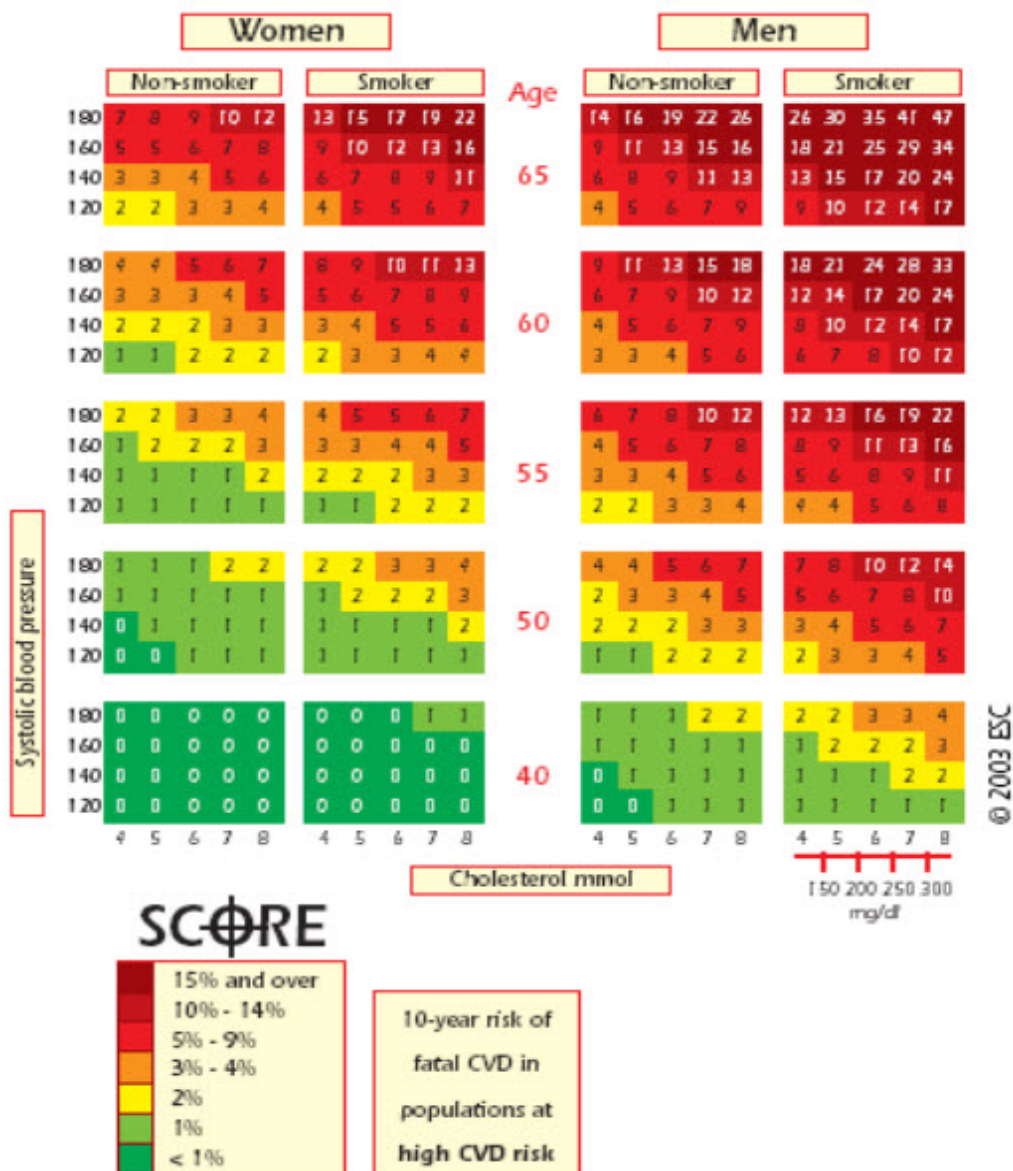 Women Men
Non-smoker Smoker Age Non-smoker Smoker
180 7 8 9 10 12 13 15 17 19 22 14 16 19 22 26 26 30 35 41 47
160 5 5 6 7 8 9 10 12 13 16 9 11 13 15 16 18 21 25 29 34
140 3 3 4 5 6 6 7 8 9 11 65 6 8 9 11 13 13 15 17 20 24
120 2 2 3 3 4 4 5 5 6 7 4 5 6 7 9 9 10 12 14 17
180 4 4 5 6 7 8 9 10 11 13 9 11 13 15 18 18 21 24 28 33
160 3 3 3 4 5 5 6 7 8 9 6 7 9 10 12 12 14 17 20 24
140 2 2 2 3 3 3 4 5 5 6 60 4 5 6 7 9 8 10 12 14 17
120 1 1 2 2 2 2 3 3 4 4 3 3 4 5 6 6 7 8 10 12
180 2 2 3 3 4 4 5 5 6 7 6 7 8 10 12 12 13 16 19 22
160 1 2 2 2 3 3 3 4 4 5 4 5 6 7 8 8 9 11 13 16
140 1 1 1 1 2 2 2 2 3 3 55 3 3 4 5 6 5 6 8 9 11
120 1 1 1 1 1 1 1 2 2 2 2 2 3 3 4 4 4 5 6 8
180 1 1 1 2 2 2 2 3 3 4 4 4 5 6 7 7 8 10 12 14
160 1 1 1 1 1 1 2 2 2 3 2 3 3 4 5 5 6 7 8 10
140 0 1 1 1 1 1 1 1 1 2 50 2 2 2 3 3 3 4 5 6 7
120 0 0 1 1 1 1 1 1 1 1 1 1 2 2 2 2 3 3 4 5
180 0 0 0 0 0 0 0 0 1 1 1 1 1 2 2 2 2 3 3 4
160 0 0 0 0 0 0 0 0 0 0 1 1 1 1 1 1 2 2 2 3
140 0 0 0 0 0 0 0 0 0 0 40 0 1 1 1 1 1 1 1 2 2
120 0 0 0 0 0 0 0 0 0 0 0 0 1 1 1 1 1 1 1 1
4 5 6 7 8 4 5 6 7 8 4 5 6 7 8 4 5 6 7 8
Systolic blood pressure
© 2003 ESC
Cholesterol mmol
150 200 250 300
mg/dl
SCORE
15% and over
10% - 14%
5% - 9%
3% - 4%
2%
1%
< 1%
10-year risk of
fatal CVD in
populations at
high CVD risk